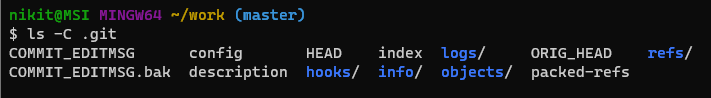 nikit@MSI MINGW64 ~/work (master)
$ ls -C .git
COMMIT_EDITMSG      config       HEAD    index  logs/     ORIG_HEAD    refs/
COMMIT_EDITMSG.bak  description  hooks/  info/  objects/  packed-refs